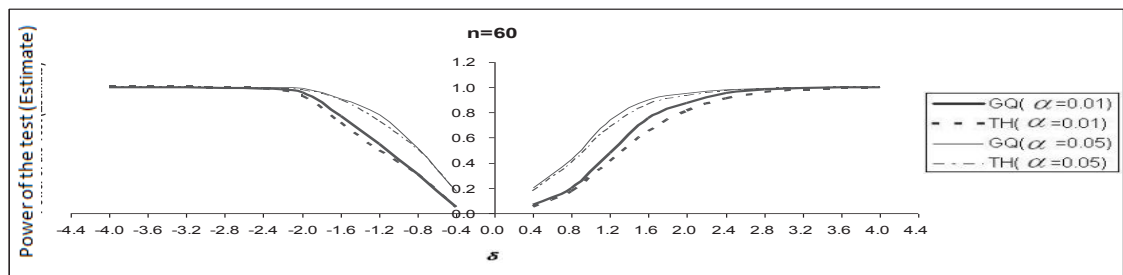 n=60
Power of the test (Estimate)
1.2
1.0
0.8
0.6
0.4
0.2
0.0
-4.4 -4.0 -3.6 -3.2 -2.8 -2.4 -2.0 -1.6 -1.2 -0.8 -0.4 0.0 0.4 0.8 1.2 1.6 2.0 2.4 2.8 3.2 3.6 4.0 4.4
δ
GQ( α =0.01)
TH( α =0.01)
GQ( α =0.05)
TH( α =0.05)